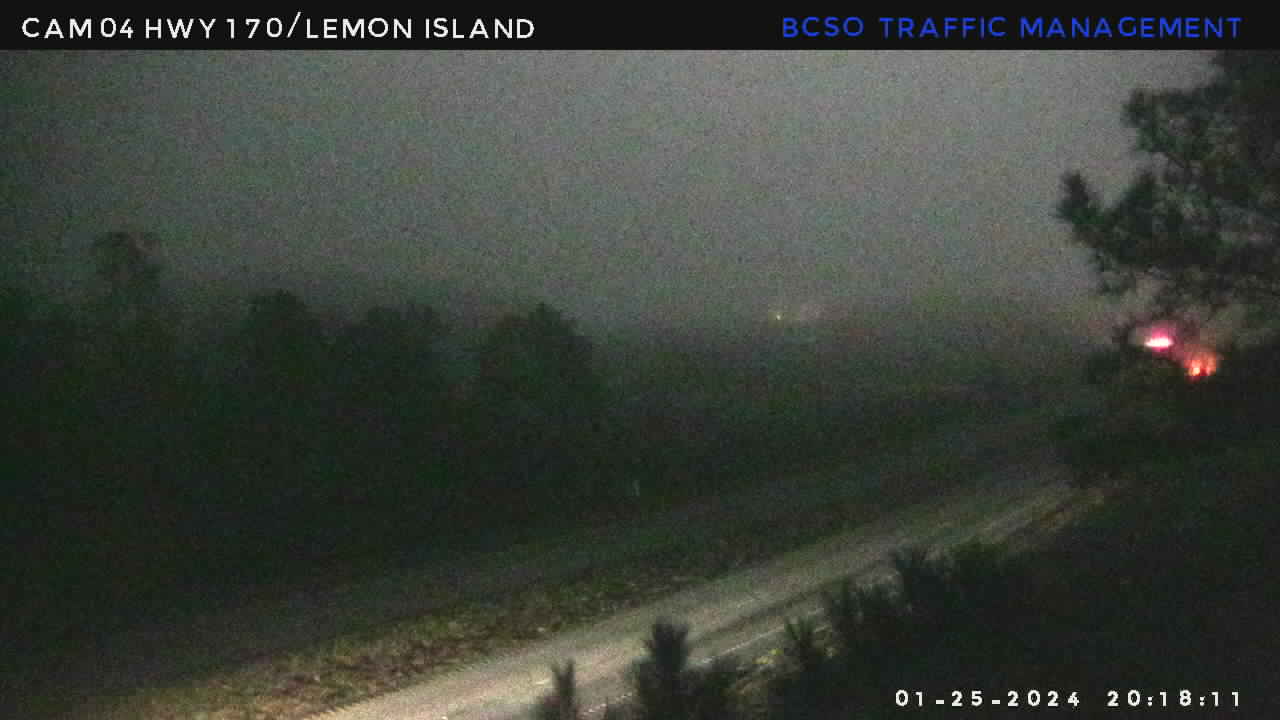 CAM04 HWY 170/LEMON ISLAND
BCSO TRAFFIC MANAGEMENT
01-25-2024 20:18:11